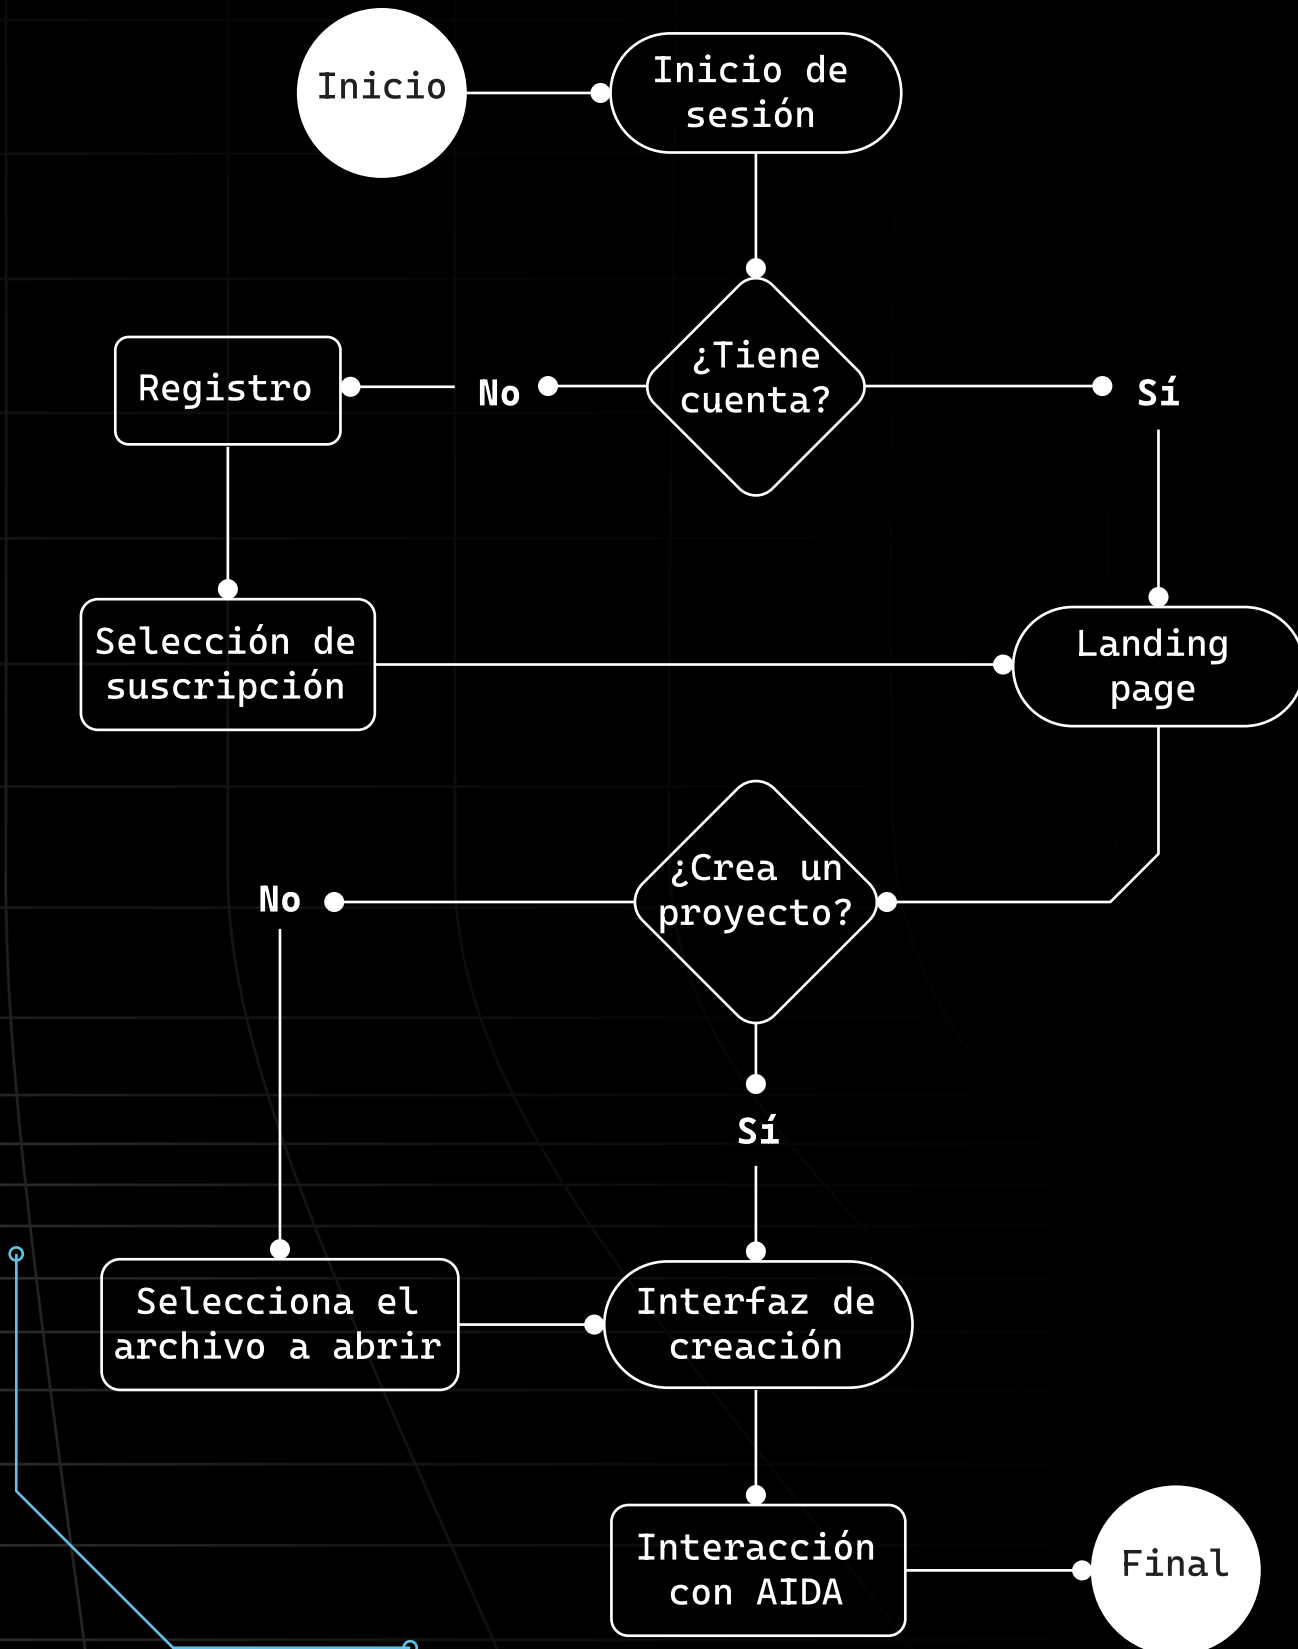 Inicio
Inicio de
sesión
¿Tiene
cuenta?
Registro
No
Sí
Selección de
suscripción
Landing
page
¿Crea un
proyecto?
No
Sí
Selecciona el
archivo a abrir
Interfaz de
creación
Interacción
con AIDA
Final